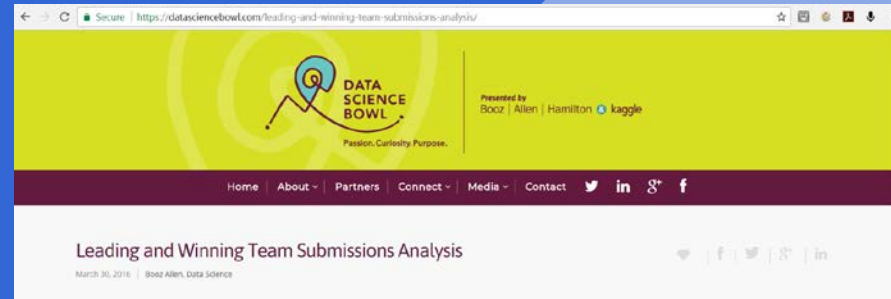 Secure | https://datasciencebowl.com/leading-and-winning-team-submissions-analysis/
DATA
SCIENCE
BOWL
Passion. Curiosity. Purpose.
Presented by
Booz | Allen | Hamilton kaggle
Home | About | Partners | Connect | Media | Contact
Leading and Winning Team Submissions Analysis
March 30, 2016 | Booz Allen, Data Science